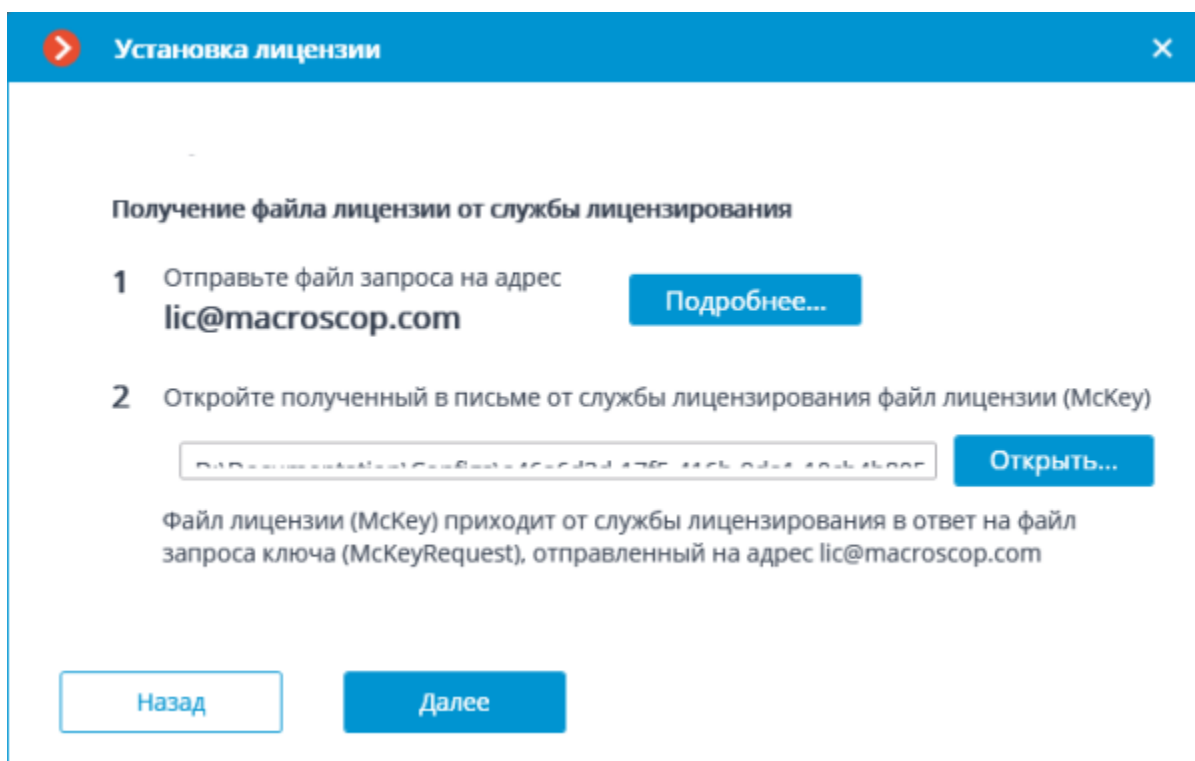 Установка лицензии
Получение файла лицензии от службы лицензирования
1 Отправьте файл запроса на адрес
lic@macroscop.com
Подробнее...
2 Откройте полученный в письме от службы лицензирования файл лицензии (McKey)
Открыть...
Файл лицензии (McKey) приходит от службы лицензирования в ответ на файл
запроса ключа (McKeyRequest), отправленный на адрес lic@macroscop.com
Назад
Далее